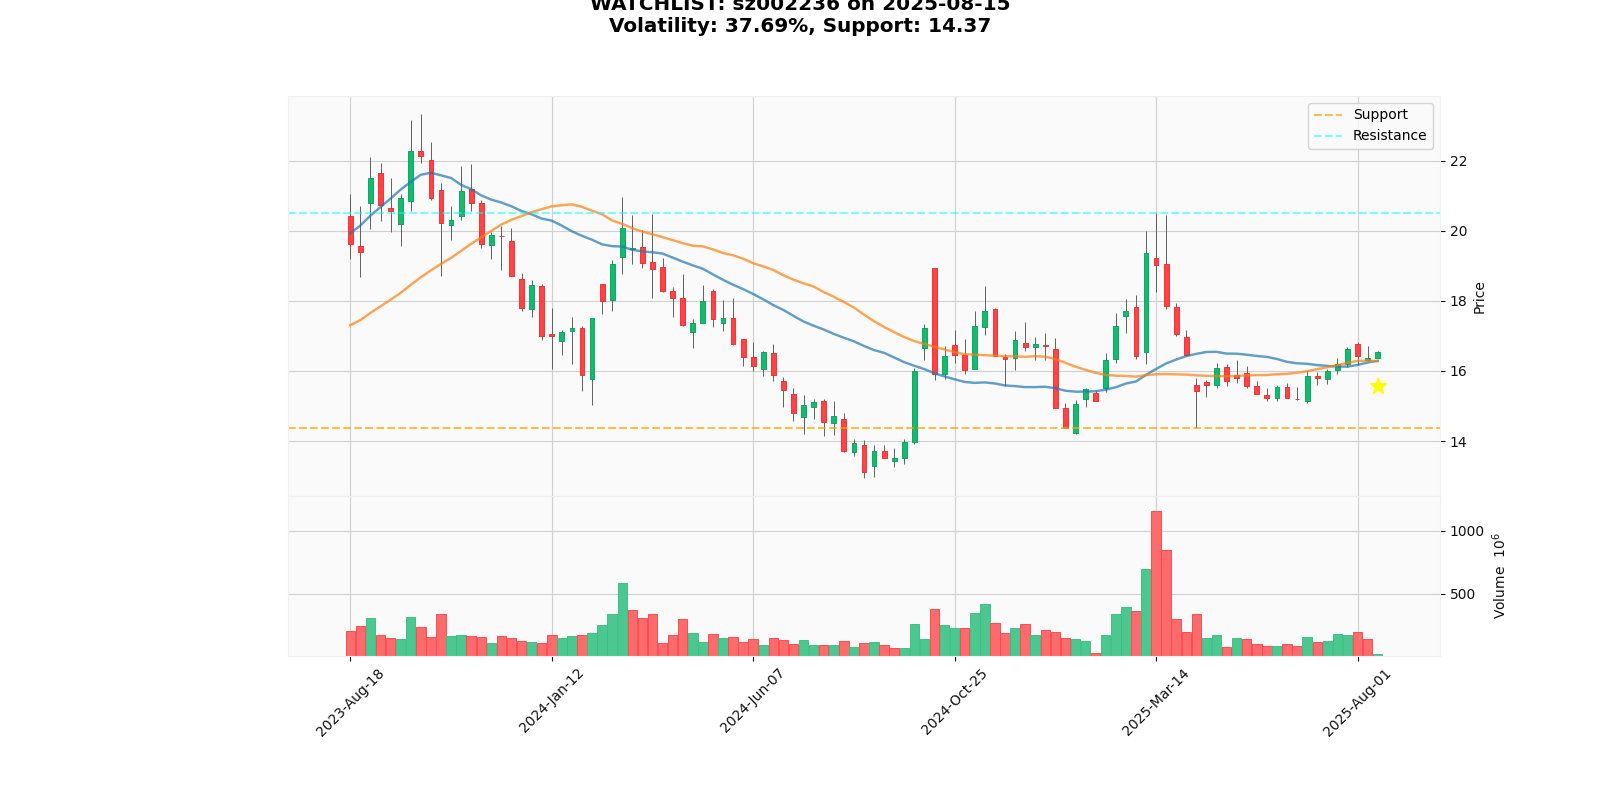 WATCHLIST: sz002236 on 2025-08-15
Volatility: 37.69%, Support: 14.37
Support
Resistance
22
20
18
16
14
Price
1000
500
Volume 10^6
2023-Aug-18
2024-Jan-12
2024-Jun-07
2024-Oct-25
2025-Mar-14
2025-Aug-01